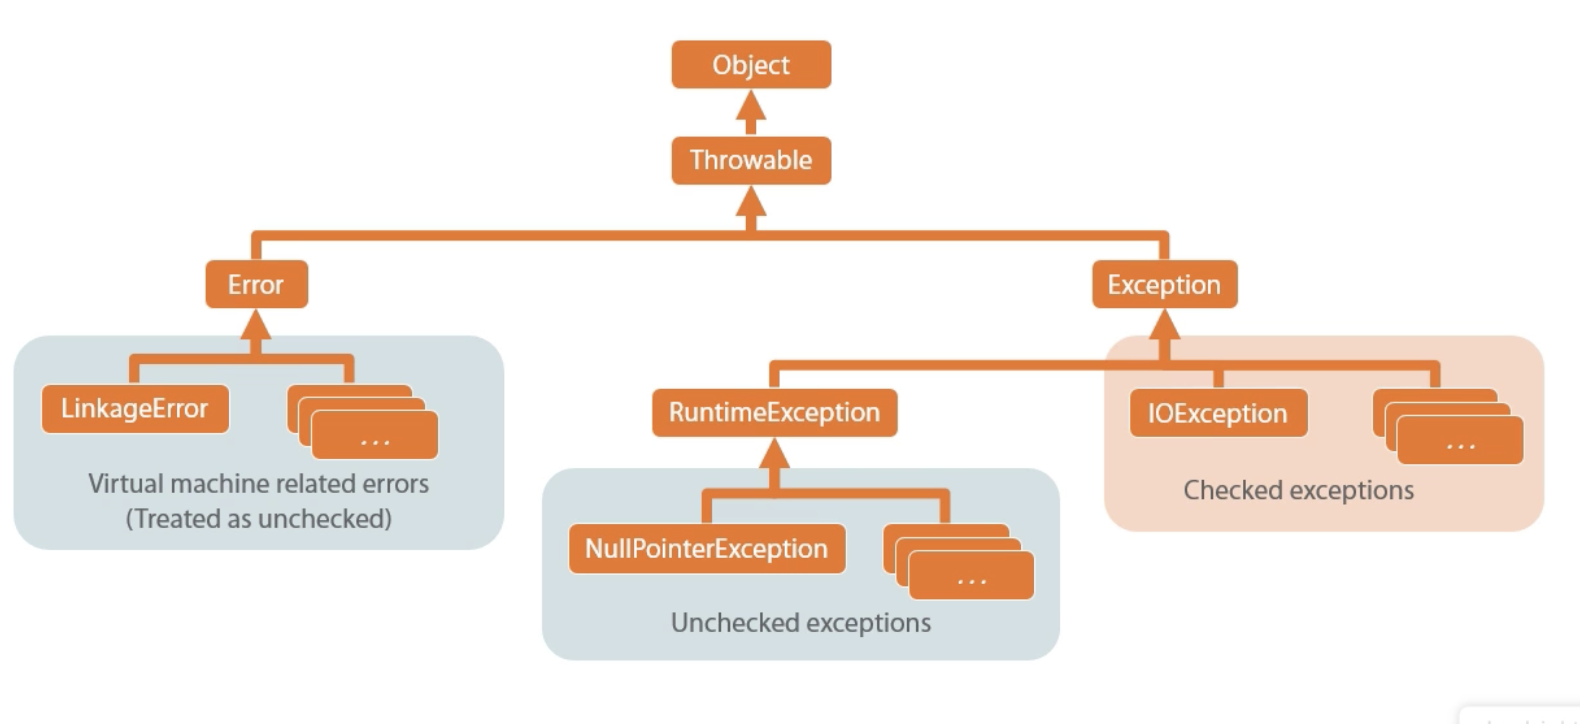 Object
Throwable
Error
Exception
LinkageError
...
RuntimeException
IOException
...
Virtual machine related errors
(Treated as unchecked)
Checked exceptions
NullPointerException
...
Unchecked exceptions